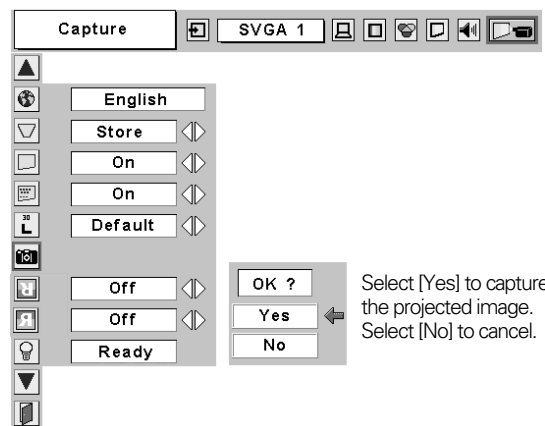 Capture
SVGA 1
English
Store
On
On
30
L
Default
Off
Off
Ready
OK ?
Yes
No
Select [Yes] to capture
the projected image.
Select [No] to cancel.